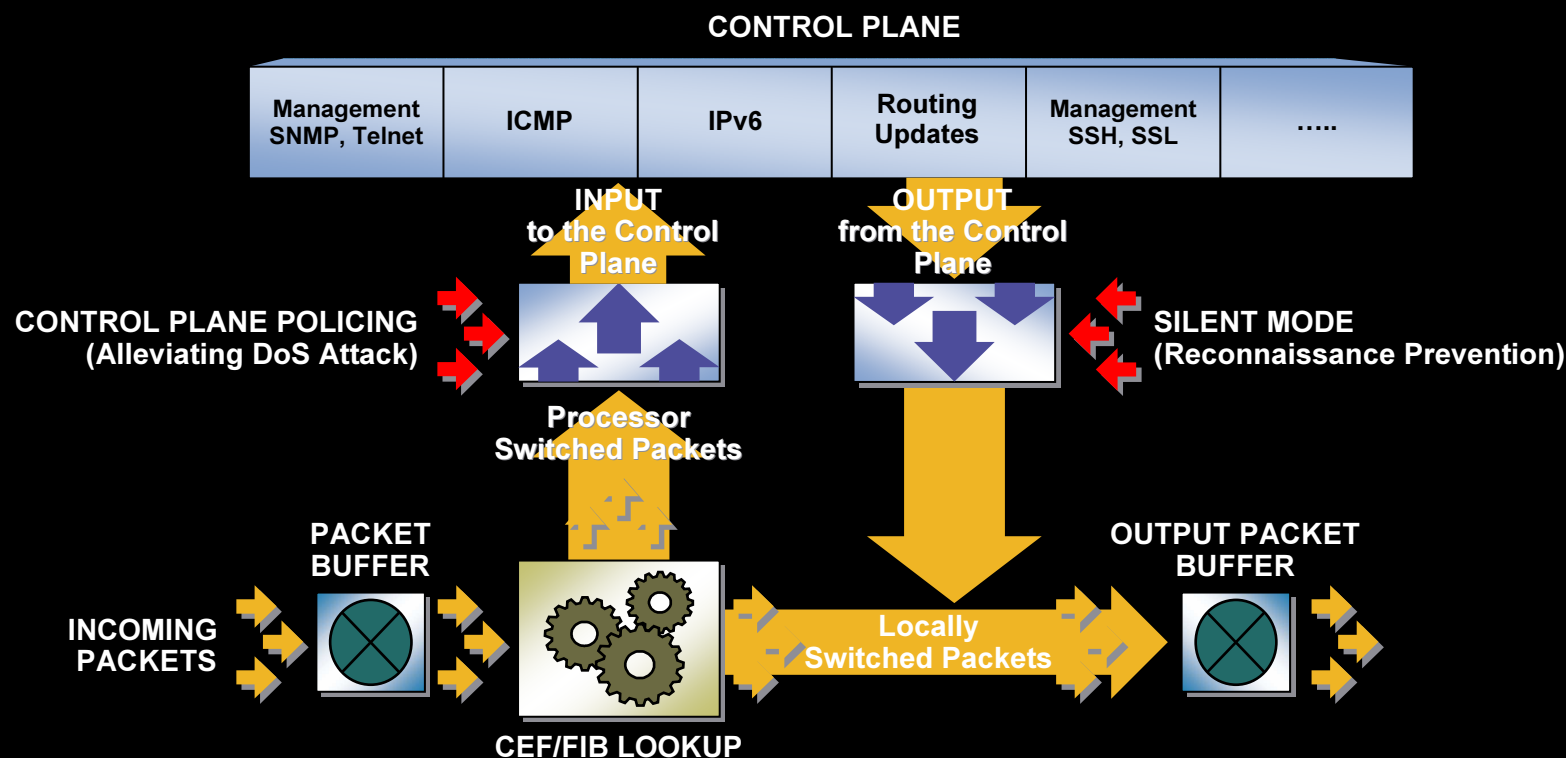 CONTROL PLANE
Management
SNMP, Telnet
ICMP
IPv6
Routing
Updates
Management
SSH, SSL
…..
INPUT
to the Control
Plane
OUTPUT
from the Control
Plane
CONTROL PLANE POLICING
(Alleviating DoS Attack)
SILENT MODE
(Reconnaissance Prevention)
Processor
Switched Packets
PACKET
BUFFER
OUTPUT PACKET
BUFFER
INCOMING
PACKETS
Locally
Switched Packets
CEF/FIB LOOKUP